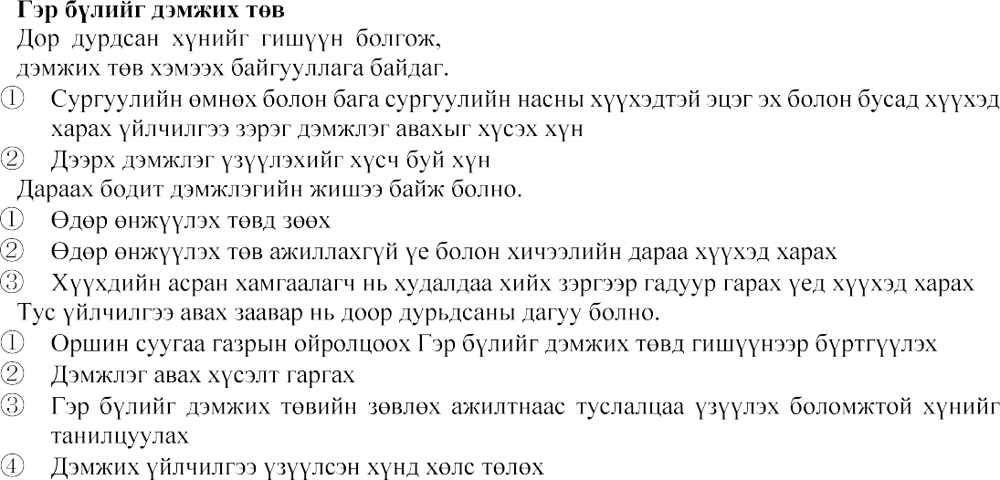 Гэр бүлийг дэмжих төв
Дор дурдсан хүнийг гишүүн болгож,
дэмжих төв хэмээх байгууллага байдаг.
① Сургуулийн өмнөх болон бага сургуулийн насны хүүхэдтэй эцэг эх болон бусад хүүхэд
харах үйлчилгээ зэрэг дэмжлэг авахыг хүсэх хүн
② Дээрх дэмжлэг үзүүлэхийг хүсч буй хүн
Дараах бодит дэмжлэгийн жишээ байж болно.
① Өдөр өнжүүлэх төвд зөөх
② Өдөр өнжүүлэх төв ажиллахгүй үе болон хичээлийн дараа хүүхэд харах
③ Хүүхдийн асран хамгаалагч нь худалдаа хийх зэргээр гадуур гарах үед хүүхэд харах
Тус үйлчилгээ авах заавар нь доор дурьдсаны дагуу болно.
① Оршин суугаа газрын ойролцоох Гэр бүлийг дэмжих төвд гишүүнээр бүртгүүлэх
② Дэмжлэг авах хүсэлт гаргах
③ Гэр бүлийг дэмжих төвийн зөвлөх ажилтнаас туслалцаа үзүүлэх боломжтой хүнийг
танилцуулах
④ Дэмжих үйлчилгээ үзүүлсэн хүнд хөлс төлөх